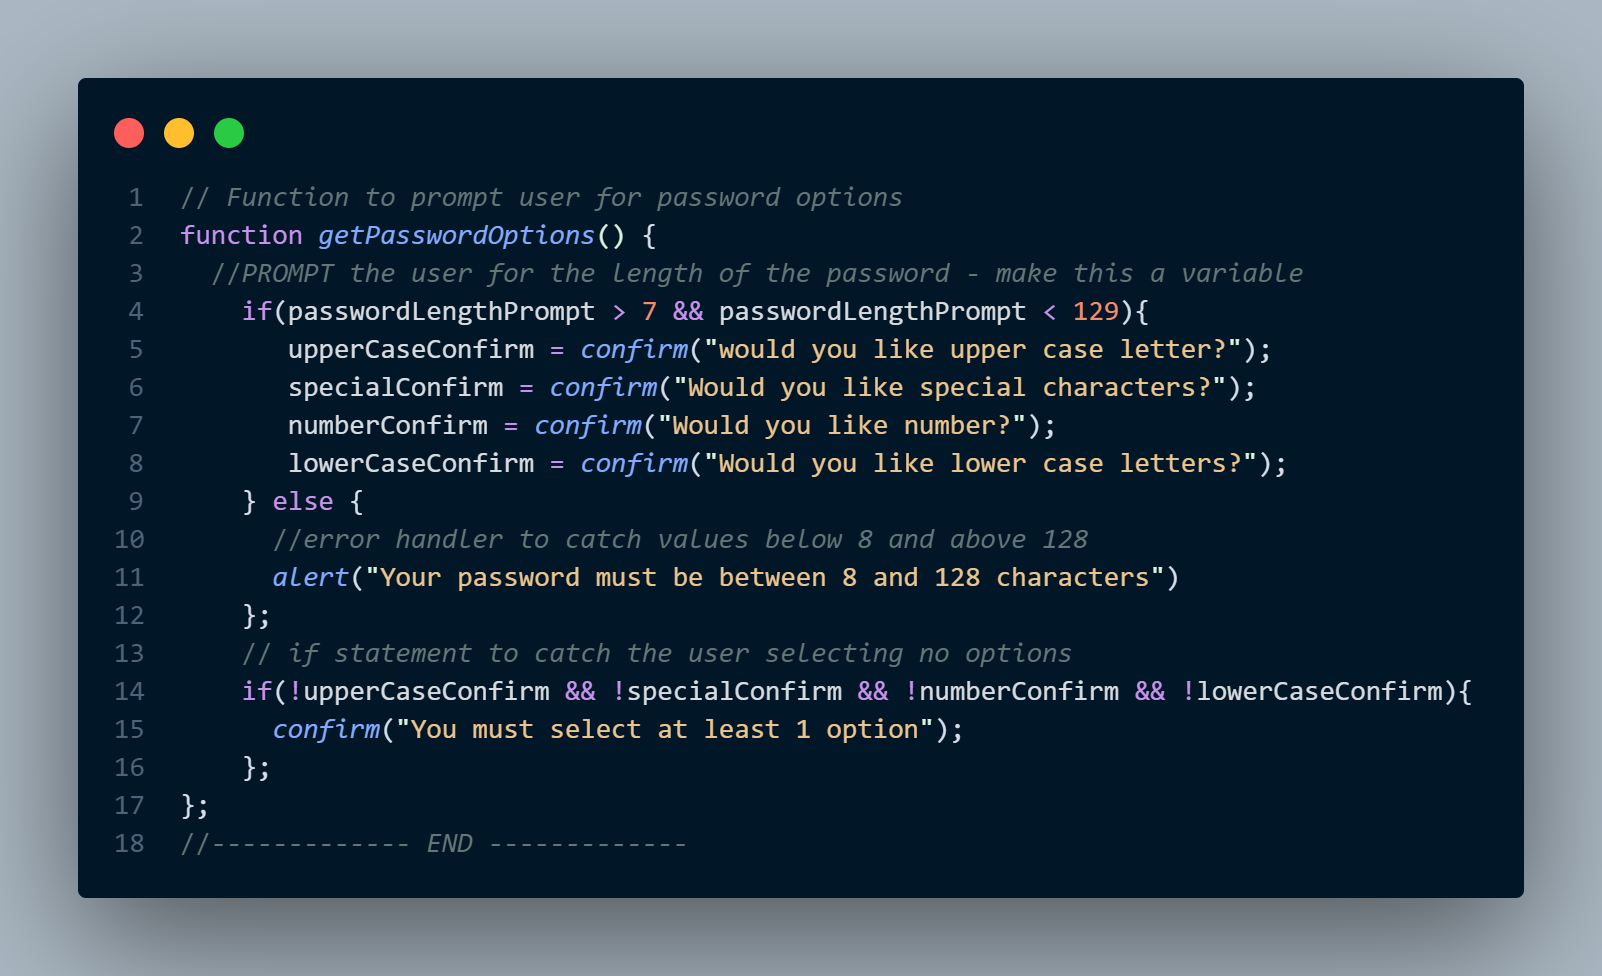 1 // Function to prompt user for password options
2 function getPasswordOptions() {
3   //PROMPT the user for the length of the password - make this a variable
4     if(passwordLengthPrompt > 7 && passwordLengthPrompt < 129){
5        upperCaseConfirm = confirm("would you like upper case letter?");
6        specialConfirm = confirm("Would you like special characters?");
7        numberConfirm = confirm("Would you like number?");
8        lowerCaseConfirm = confirm("Would you like lower case letters?");
9     } else {
10       //error handler to catch values below 8 and above 128
11       alert("Your password must be between 8 and 128 characters")
12     };
13     // if statement to catch the user selecting no options
14     if(!upperCaseConfirm && !specialConfirm && !numberConfirm && !lowerCaseConfirm){
15       confirm("You must select at least 1 option");
16     };
17 };
18 //------------- END -------------